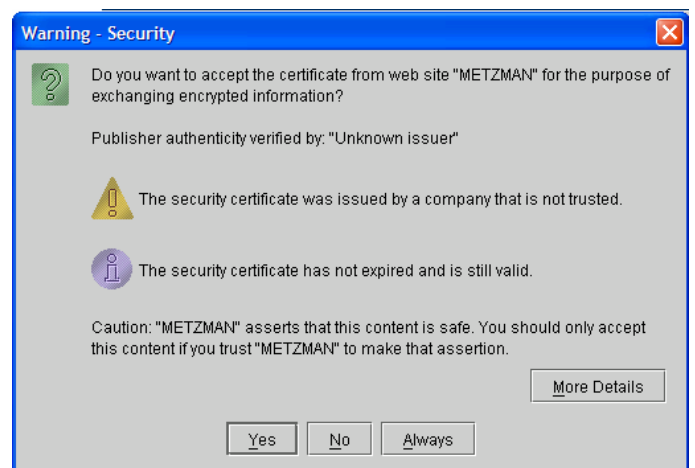 Warning - Security
Do you want to accept the certificate from web site "METZMAN" for the purpose of
exchanging encrypted information?
Publisher authenticity verified by: "Unknown issuer"
The security certificate was issued by a company that is not trusted.
The security certificate has not expired and is still valid.
Caution: "METZMAN" asserts that this content is safe. You should only accept
this content if you trust "METZMAN" to make that assertion.
More Details
Yes No Always